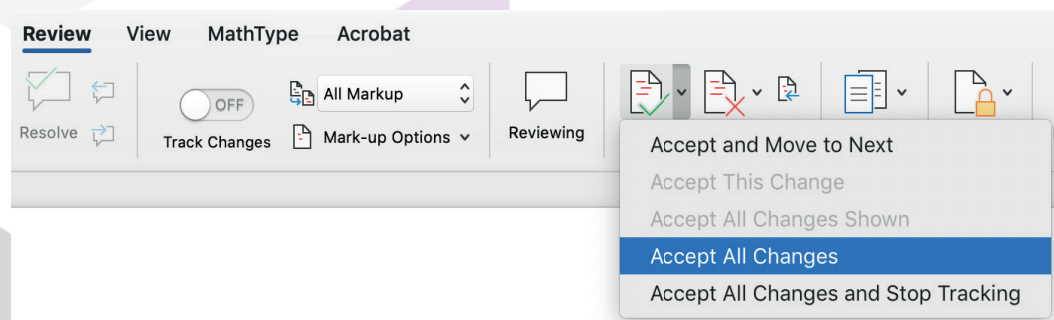 Review View MathType Acrobat
Resolve
OFF
Track Changes
All Markup
Mark-up Options
Reviewing
Accept and Move to Next
Accept This Change
Accept All Changes Shown
Accept All Changes
Accept All Changes and Stop Tracking